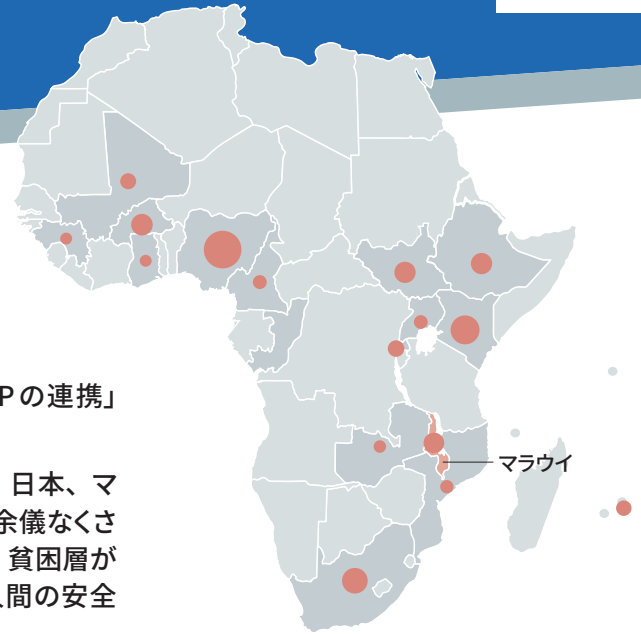 Pの連携」
日本、マ
余儀なくさ
貧困層が
人間の安全
マラウイ